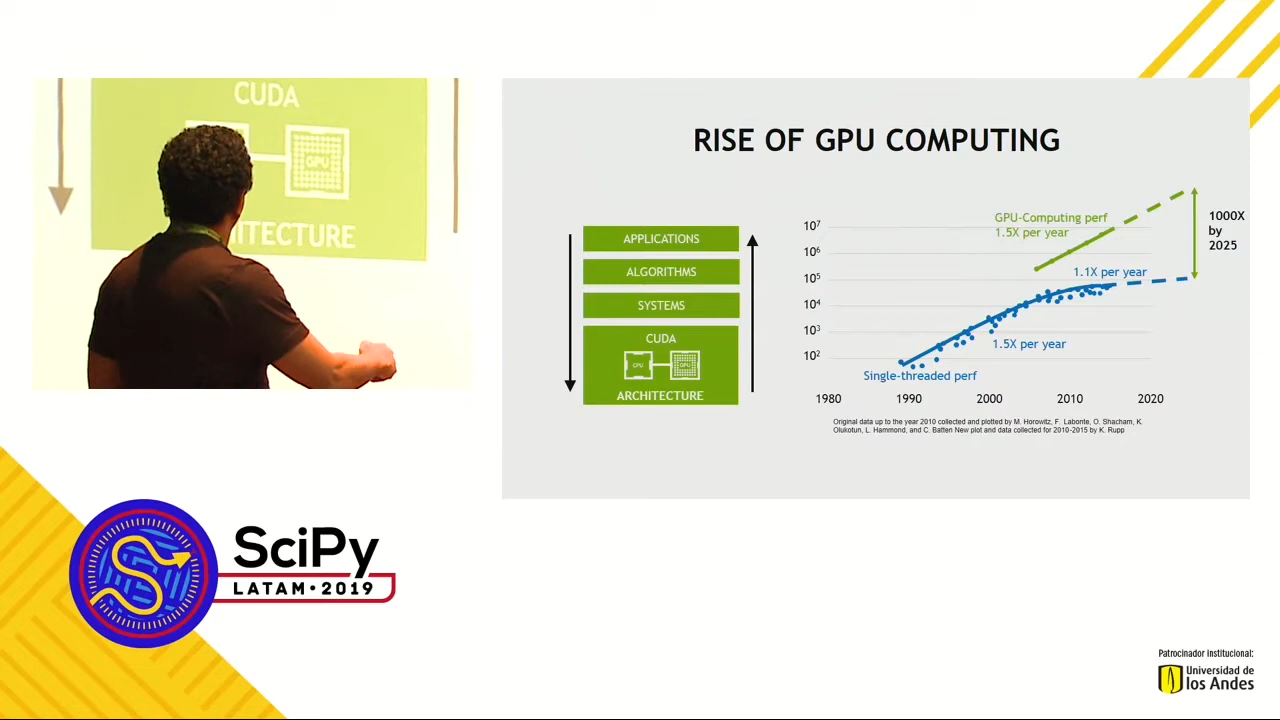 CUDA
GPU
ITECTURE
RISE OF GPU COMPUTING
APPLICATIONS
ALGORITHMS
SYSTEMS
CUDA
CPU
GPU
ARCHITECTURE
10⁷
10⁶
10⁵
10⁴
10³
10²
GPU-Computing perf
1.5X per year
1000X
by
2025
1.1X per year
1.5X per year
Single-threaded perf
1980 1990 2000 2010 2020
Original data up to the year 2010 collected and plotted by M. Horowitz, F. Labonte, O. Shacham, K.
Olukotun, L. Hammond, and C. Batten New plot and data collected for 2010-2015 by K. Rupp
SciPy
LATAM·2019
Patrocinador institucional:
Universidad de
los Andes